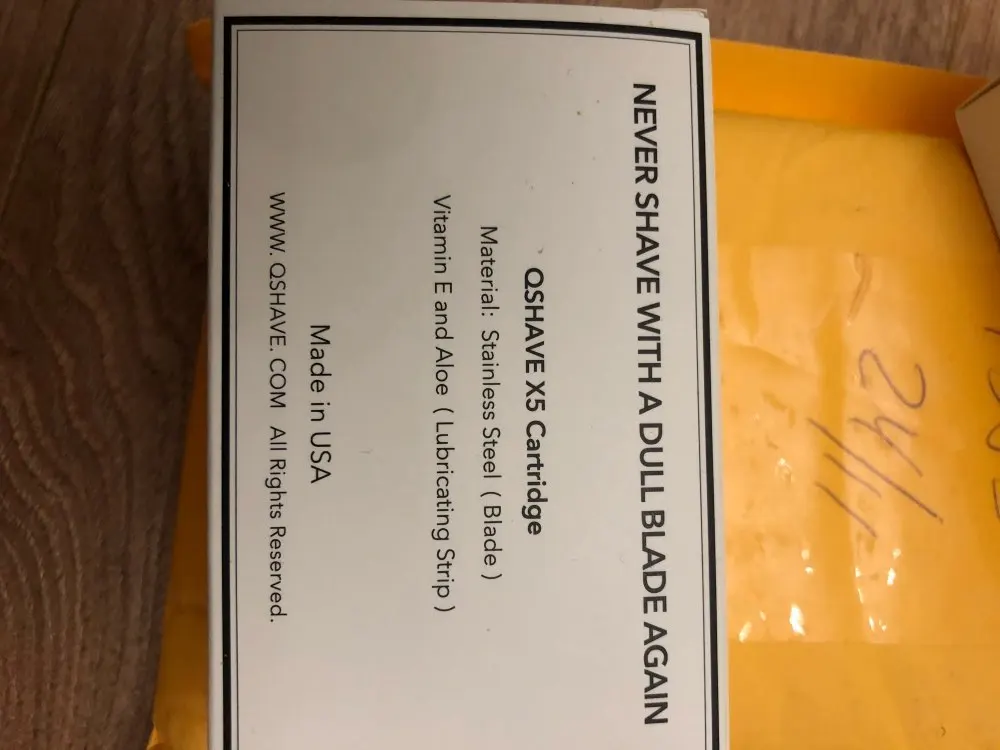 NEVER SHAVE WITH A DULL BLADE AGAIN
QSHAVE X5 Cartridge
Material: Stainless Steel ( Blade )
Vitamin E and Aloe ( Lubricating Strip )
Made in USA
WWW. QSHAVE. COM All Rights Reserved.